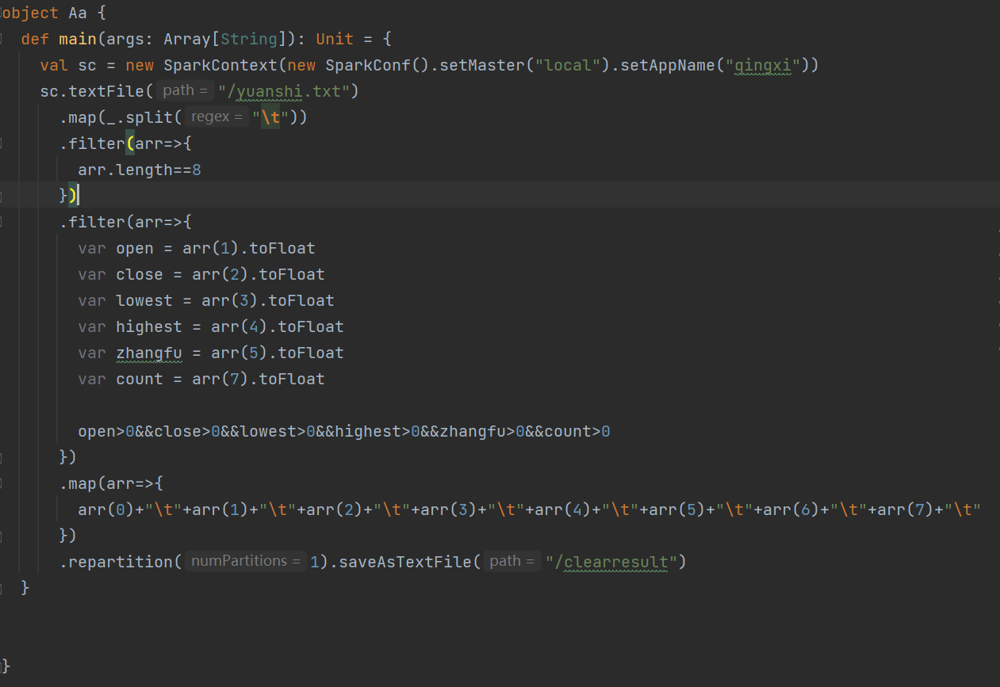 object Aa {
def main(args: Array[String]): Unit = {
val sc = new SparkContext(new SparkConf().setMaster("local").setAppName("qingxi"))
sc.textFile( path = "/yuanshi.txt")
.map(_.split( regex = "\t"))
.filter(arr=>{
arr.length==8
})
.filter(arr=>{
var open = arr(1).toFloat
var close = arr(2).toFloat
var lowest = arr(3).toFloat
var highest = arr(4).toFloat
var zhangfu = arr(5).toFloat
var count = arr(7).toFloat
open>0&&close>0&&lowest>0&&highest>0&&zhangfu>0&&count>0
})
.map(arr=>{
arr(0)+"\t"+arr(1)+"\t"+arr(2)+"\t"+arr(3)+"\t"+arr(4)+"\t"+arr(5)+"\t"+arr(6)+"\t"+arr(7)+"\t"
})
.repartition( numPartitions = 1).saveAsTextFile( path = "/clearresult")
}
}